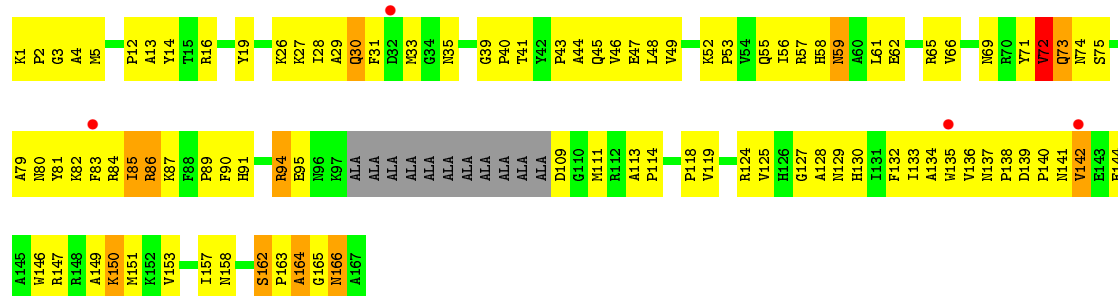 K1 P2 G3 A4 M5 P12 A13 Y14 T15 R16 Y19 K26 K27 I28 A29 Q30 F31 D32 M33 G34 N35 G39 P40 T41 Y42 P43 A44 Q45 V46 E47 L48 V49 K52 P53 V54 Q55 I56 R57 H58 N59 A60 L61 E62 R65 V66 N69 R70 Y71 V72 Q73 N74 S75
A79 N80 Y81 K82 F83 R84 I85 R86 K87 F88 P89 F90 H91 R94 E95 N96 K97 ALA ALA ALA ALA ALA ALA ALA ALA ALA ALA D109 G110 M111 R112 A113 P114 P118 V119 R124 V125 H126 G127 A128 N129 H130 I131 F132 I133 A134 W135 V136 N137 P138 D139 P140 N141 V142 E143
A145 W146 R147 R148 A149 K150 M151 K152 V153 I157 N158 S162 P163 A164 G165 N166 A167